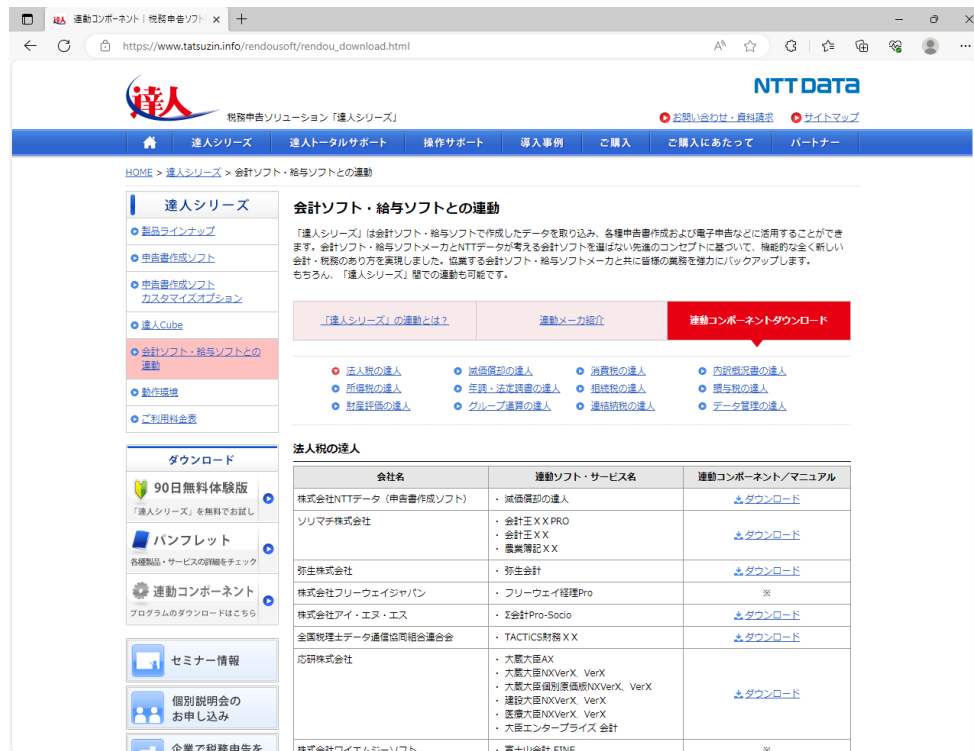 連動コンポーネント | 税務申告ソフト
https://www.tatsuzin.info/rendousoft/rendou_download.html
達人
税務申告ソリューション「達人シリーズ」
NTT DATA
お問い合わせ・資料請求 サイトマップ
達人シリーズ 達人トータルサポート 操作サポート 導入事例 ご購入 ご購入にあたって パートナー
HOME > 達人シリーズ > 会計ソフト・給与ソフトとの連動
達人シリーズ
製品ラインナップ
申告書作成ソフト
申告書作成ソフト
カスタマイズオプション
達人Cube
会計ソフト・給与ソフトとの
連動
動作環境
ご利用料金表
ダウンロード
90日無料体験版
「達人シリーズ」を無料でお試し
パンフレット
各種製品・サービスの詳細をチェック
連動コンポーネント
プログラムのダウンロードはこちら
セミナー情報
個別説明会の
お申し込み
企業で税務申告を
会計ソフト・給与ソフトとの連動
「達人シリーズ」は会計ソフト・給与ソフトで作成したデータを取り込み、各種申告書作成および電子申告などに活用することができ
ます。会計ソフト・給与ソフトメーカとNTTデータが考える会計ソフトを選ばない先進のコンセプトに基づいて、機能的な全く新しい
会計・税務のあり方を実現しました。協業する会計ソフト・給与ソフトメーカと共に皆様の業務を強力にバックアップします。
もちろん、「達人シリーズ」間での連動も可能です。
「達人シリーズ」の連動とは？ 連動メーカ紹介 連動コンポーネントダウンロード
法人税の達人 減価償却の達人 消費税の達人 内訳概況書の達人
所得税の達人 年調・法定調書の達人 相続税の達人 贈与税の達人
財産評価の達人 グループ通算の達人 連結納税の達人 データ管理の達人
法人税の達人
会社名 連動ソフト・サービス名 連動コンポーネント／マニュアル
株式会社NTTデータ（申告書作成ソフト） ・ 減価償却の達人 ダウンロード
ソリマチ株式会社 ・ 会計王ＸＸPRO
・ 会計王ＸＸ ダウンロード
・ 農業簿記ＸＸ
弥生株式会社 ・ 弥生会計 ダウンロード
株式会社フリーウェイジャパン ・ フリーウェイ経理Pro ※
株式会社アイ・エヌ・エス ・ Σ会計Pro-Socio ダウンロード
全国税理士データ通信協同組合連合会 ・ TACTiCS財務ＸＸ ダウンロード
応研株式会社 ・ 大蔵大臣AX
・ 大蔵大臣NXVerX、VerX
・ 大蔵大臣個別原価版NXVerX、VerX
・ 建設大臣NXVerX、VerX ダウンロード
・ 医療大臣NXVerX、VerX
・ 大臣エンタープライズ 会計
株式会社ワイエムジーソフト ・ 富士山会計 FINE ※